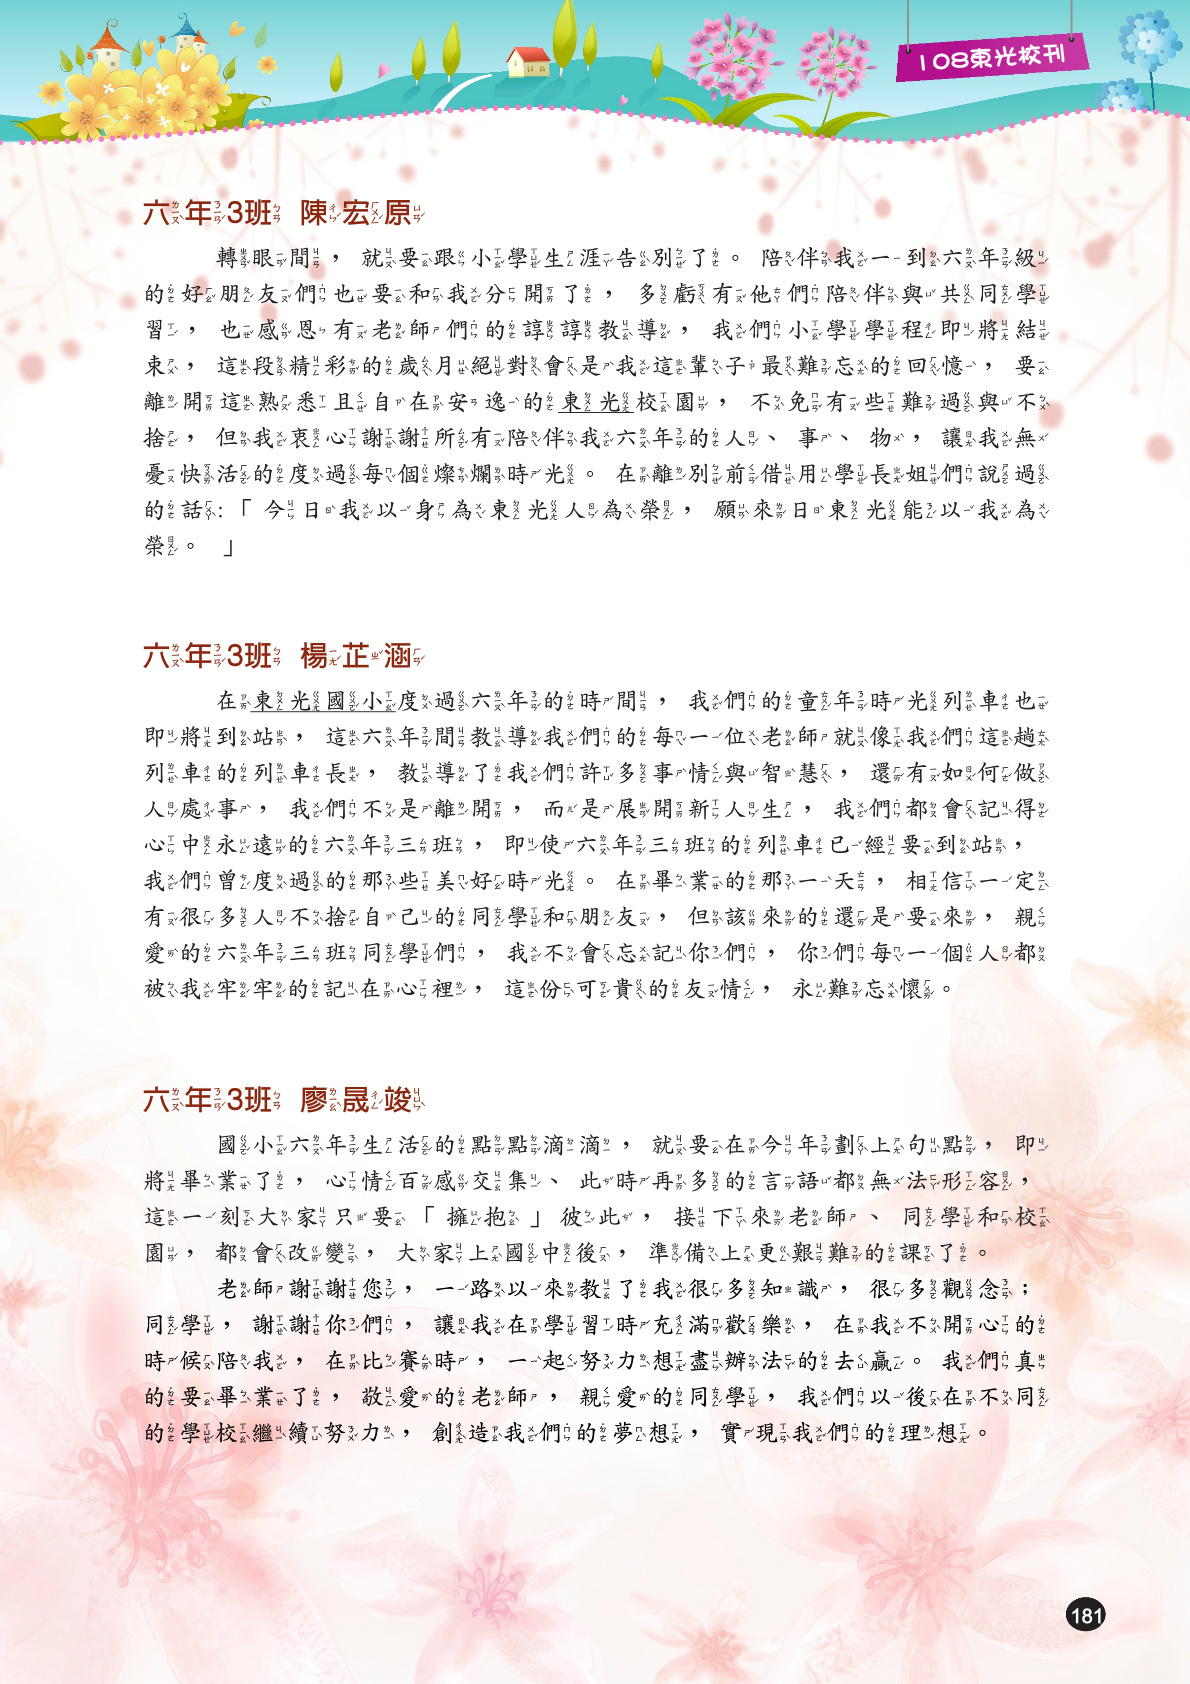 108東光校刊
六年3班 陳宏原
轉眼間，就要跟小學生涯告別了。陪伴我一到六年級
的好朋友們也要和我分開了，多虧有他們陪伴與共同學
習，也感恩有老師們的諄諄教導，我們小學學程即將結
束，這段精彩的歲月絕對會是我這輩子最難忘的回憶，要
離開這熟悉且自在安逸的東光校園，不免有些難過與不
捨，但我衷心謝謝所有陪伴我六年的人、事、物，讓我無
憂快活的度過每個燦爛時光。在離別前借用學長姐們說過
的話:「今日我以身為東光人為榮，願來日東光能以我為
榮。」
六年3班 楊芷涵
在東光國小度過六年的時間，我們的童年時光列車也
即將到站，這六年間教導我們的每一位老師就像我們這趟
列車的列車長，教導了我們許多事情與智慧，還有如何做
人處事，我們不是離開，而是展開新人生，我們都會記得
心中永遠的六年三班，即使六年三班的列車已經要到站，
我們曾度過的那些美好時光。在畢業的那一天，相信一定
有很多人不捨自己的同學和朋友，但該來的還是要來，親
愛的六年三班同學們，我不會忘記你們，你們每一個人都
被我牢牢的記在心裡，這份可貴的友情，永難忘懷。
六年3班 廖晟竣
國小六年生活的點點滴滴，就要在今年劃上句點，即
將畢業了，心情百感交集、此時再多的言語都無法形容，
這一刻大家只要「擁抱」彼此，接下來老師、同學和校
園，都會改變，大家上國中後，準備上更艱難的課了。
老師謝謝您，一路以來教了我很多知識，很多觀念；
同學，謝謝你們，讓我在學習時充滿歡樂，在我不開心的
時候陪我，在比賽時，一起努力想盡辦法的去贏。我們真
的要畢業了，敬愛的老師，親愛的同學，我們以後在不同
的學校繼續努力，創造我們的夢想，實現我們的理想。
181